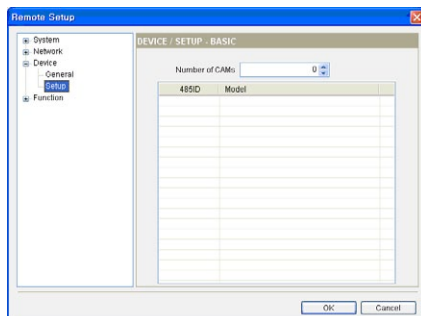 Remote Setup
System
Network
Device
General
Setup
Function
DEVICE / SETUP - BASIC
Number of CAMs 0
485ID Model
OK Cancel